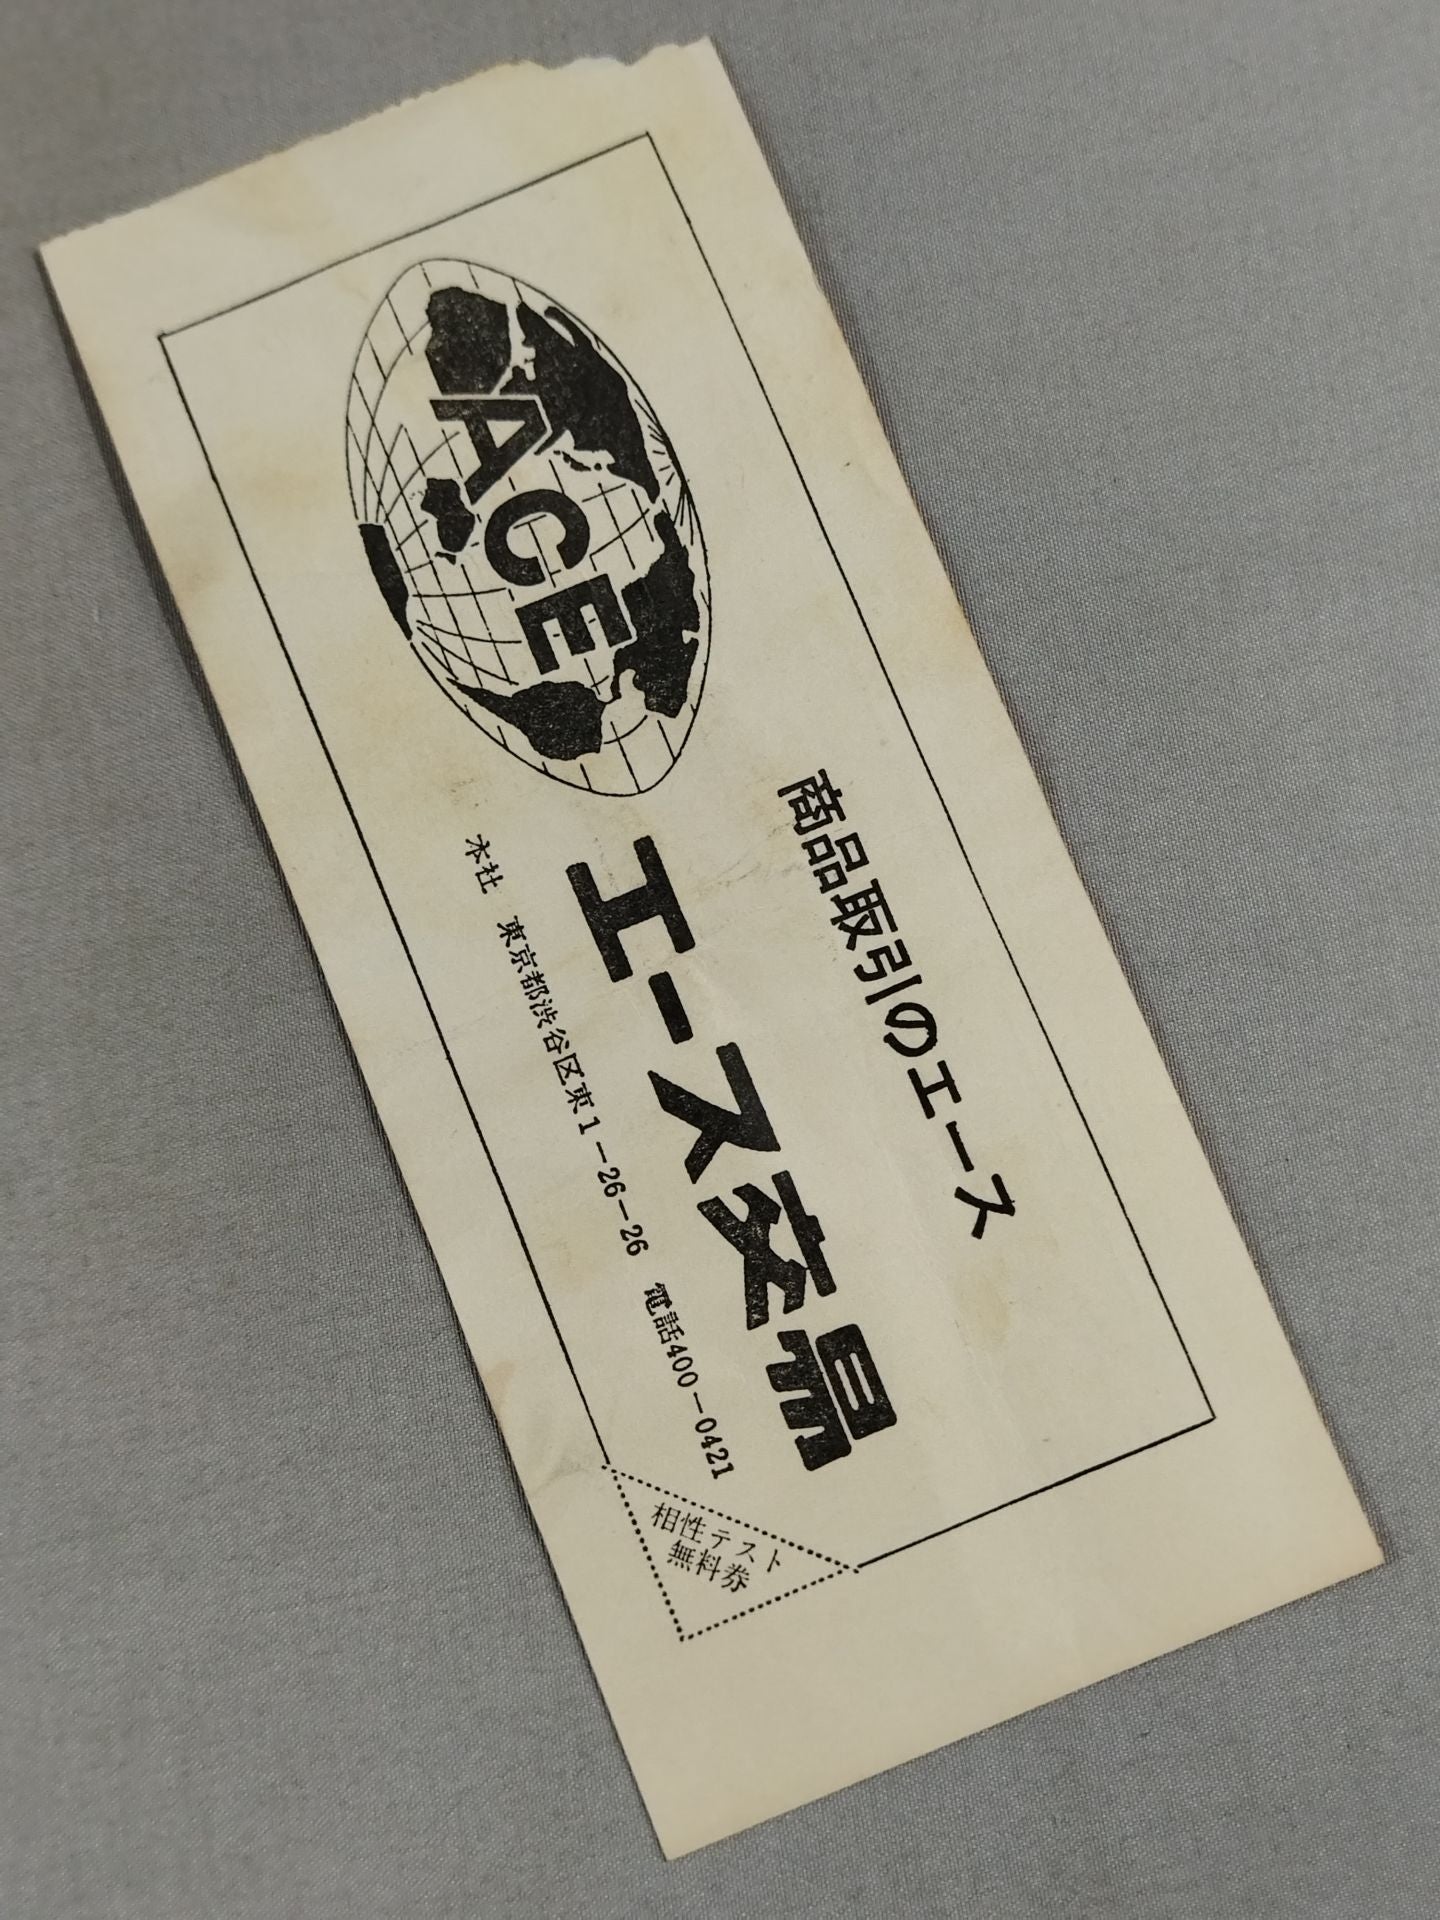 商品取引のエース
ACE
エース交易
本社 東京都渋谷区東1-26-26 電話400-0421
相性テスト
無料券